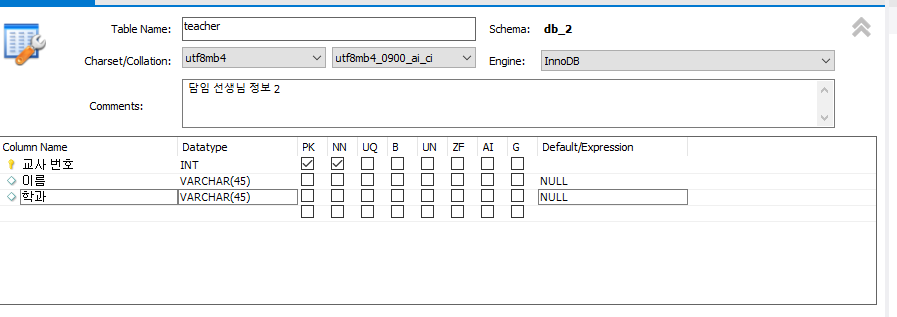 Table Name: teacher Schema: db_2
Charset/Collation: utf8mb4 utf8mb4_0900_ai_ci Engine: InnoDB
Comments: 담임 선생님 정보 2
Column Name Datatype PK NN UQ B UN ZF AI G Default/Expression
교사 번호 INT
이름 VARCHAR(45) NULL
학과 VARCHAR(45) NULL